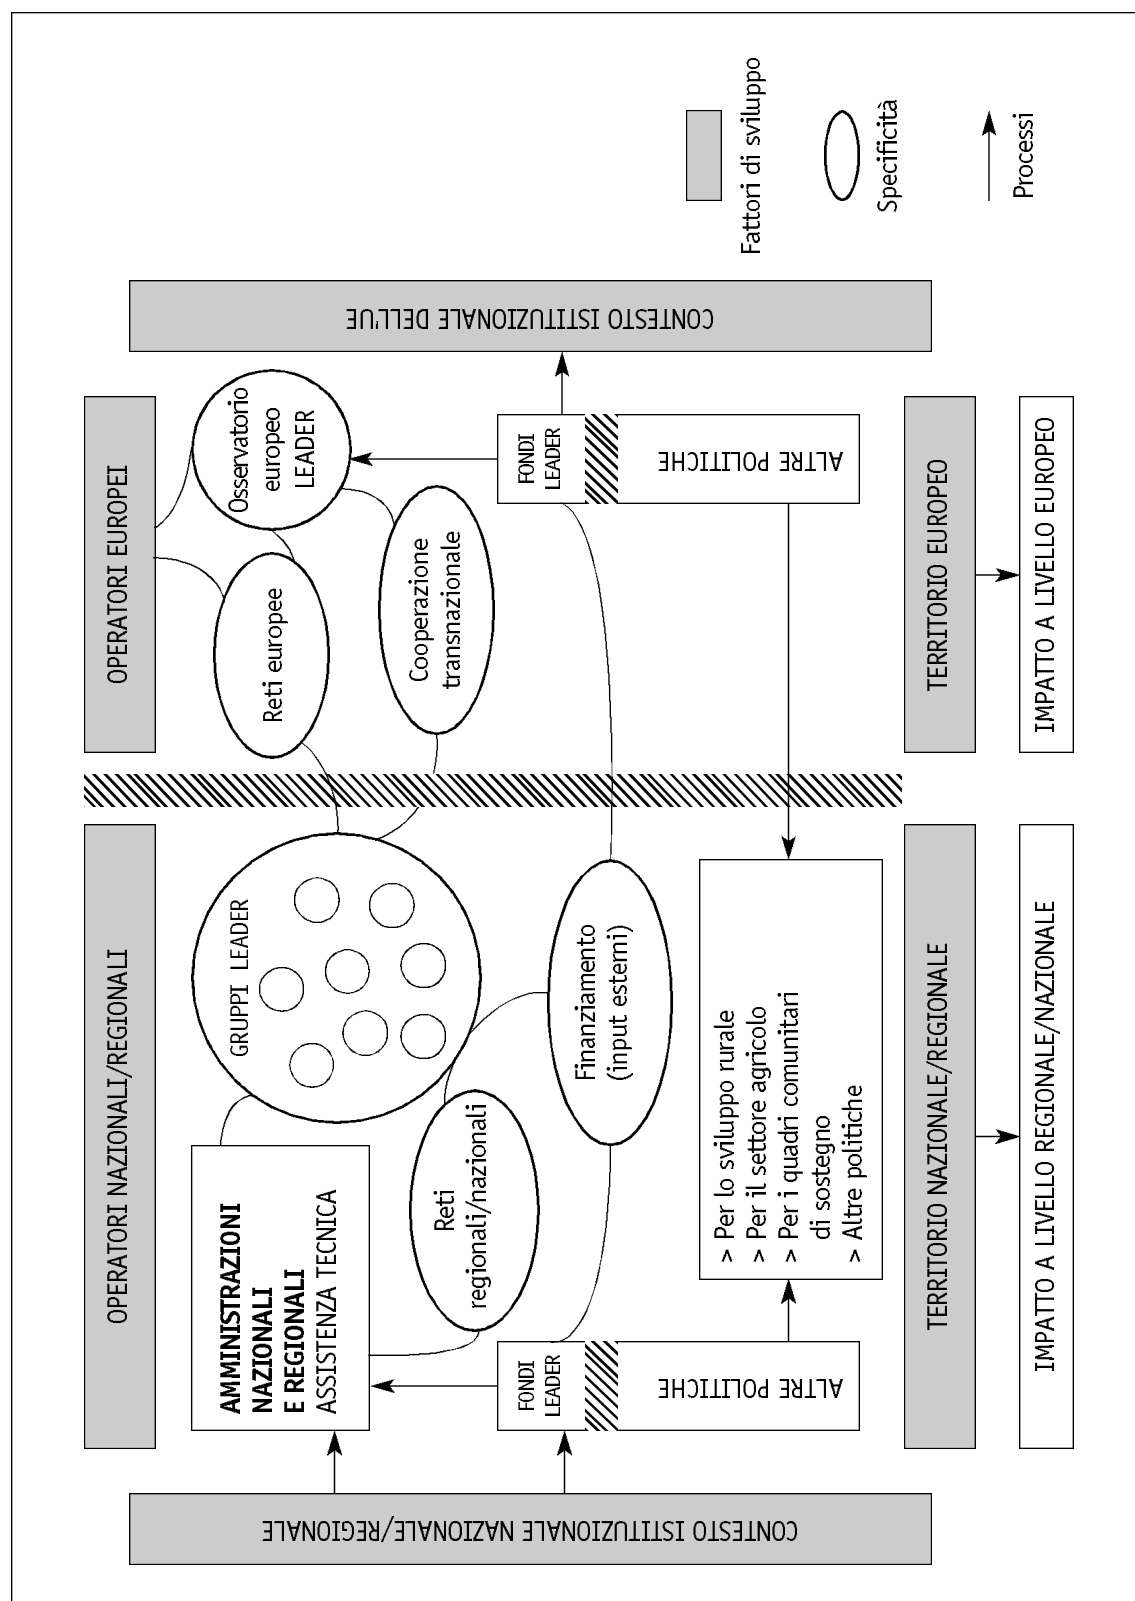 OPERATORI NAZIONALI/REGIONALI
OPERATORI EUROPEI
CONTESTO ISTITUZIONALE NAZIONALE/REGIONALE
AMMINISTRAZIONI
NAZIONALI
E REGIONALI
ASSISTENZA TECNICA
GRUPPI LEADER
Reti europee
Osservatorio
europeo
LEADER
Cooperazione
transnazionale
CONTESTO ISTITUZIONALE DELL'UE
Reti
regionali/nazionali
FONDI
LEADER
ALTRE POLITICHE
Finanziamento
(input esterni)
FONDI
LEADER
ALTRE POLITICHE
> Per lo sviluppo rurale
> Per il settore agricolo
> Per i quadri comunitari
di sostegno
> Altre politiche
TERRITORIO NAZIONALE/REGIONALE
TERRITORIO EUROPEO
IMPATTO A LIVELLO REGIONALE/NAZIONALE
IMPATTO A LIVELLO EUROPEO
Fattori di sviluppo
Specificità
Processi